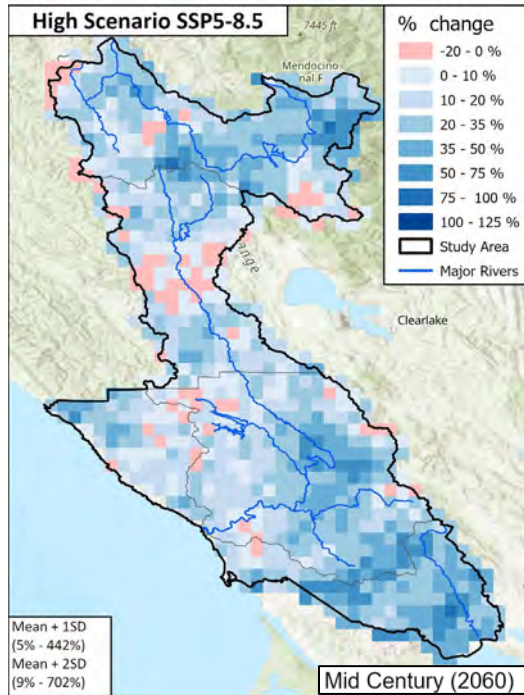 High Scenario SSP5-8.5
7445 ft
Mendocino
nal F
ange
Clearlake
% change
-20 - 0 %
0 - 10 %
10 - 20 %
20 - 35 %
35 - 50 %
50 - 75 %
75 - 100 %
100 - 125 %
Study Area
Major Rivers
Mean + 1SD
(5% - 442%)
Mean + 2SD
(9% - 702%)
Mid Century (2060)